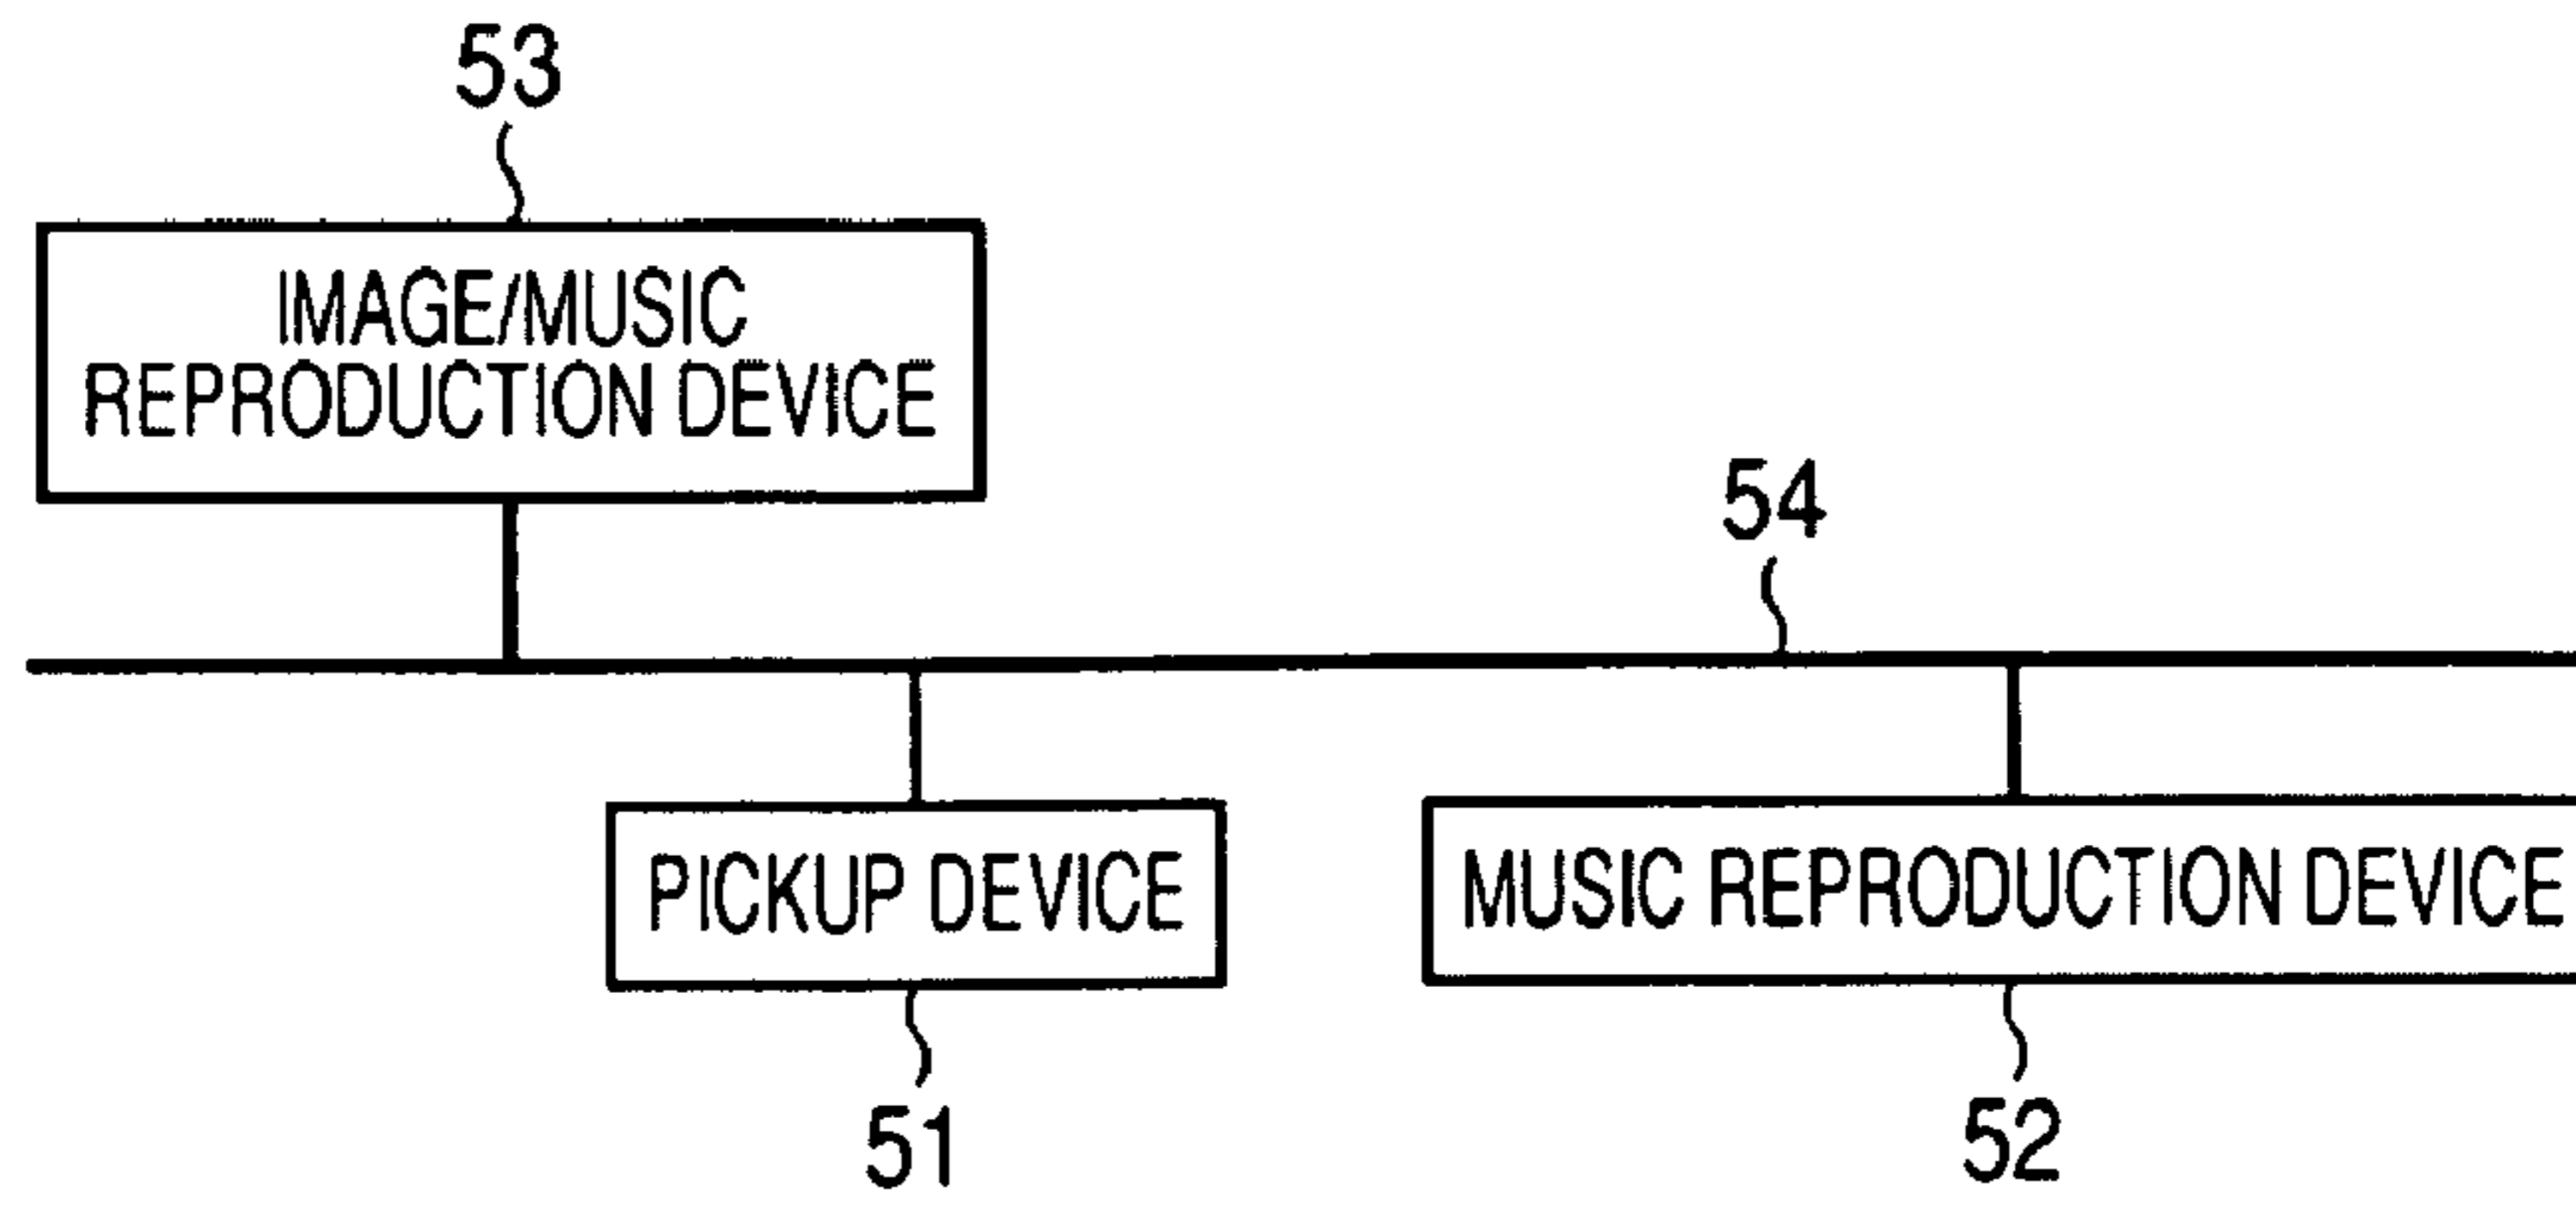 53
IMAGE/MUSIC
REPRODUCTION DEVICE
54
PICKUP DEVICE
MUSIC REPRODUCTION DEVICE
51
52